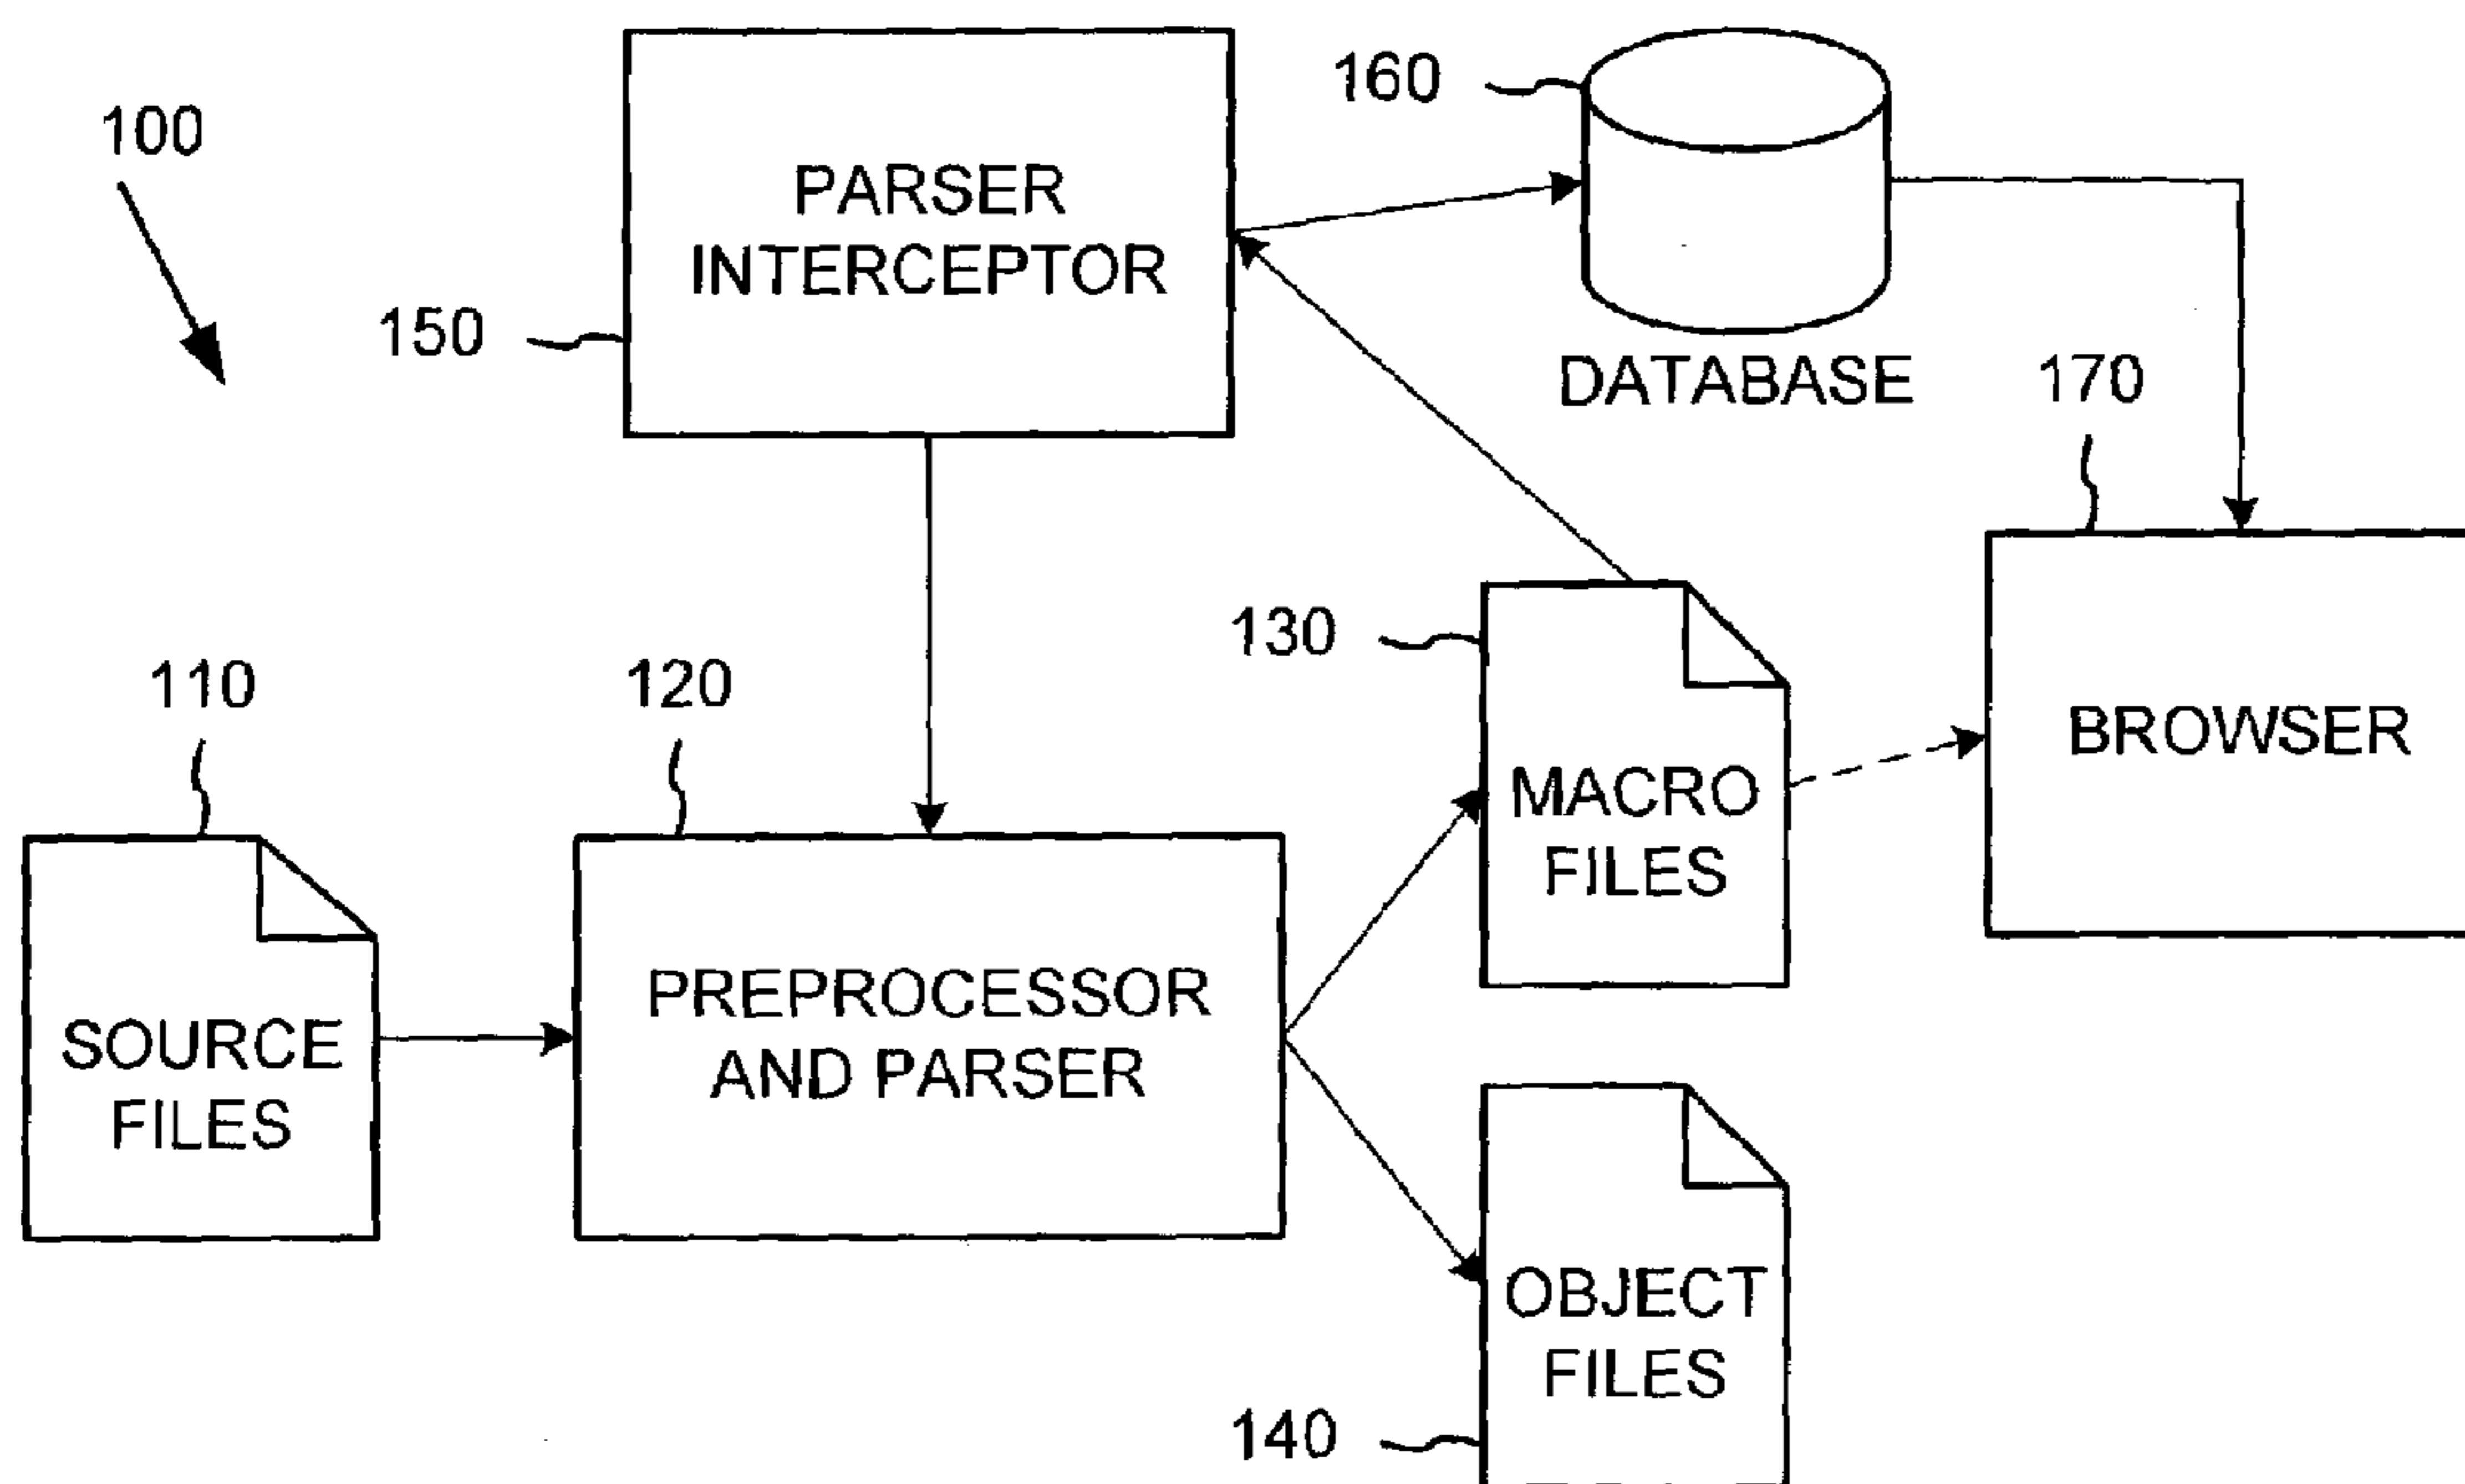 100
PARSER
INTERCEPTOR
150
160
DATABASE
170
130
110
120
BROWSER
MACRO
FILES
SOURCE
FILES
PREPROCESSOR
AND PARSER
OBJECT
FILES
140